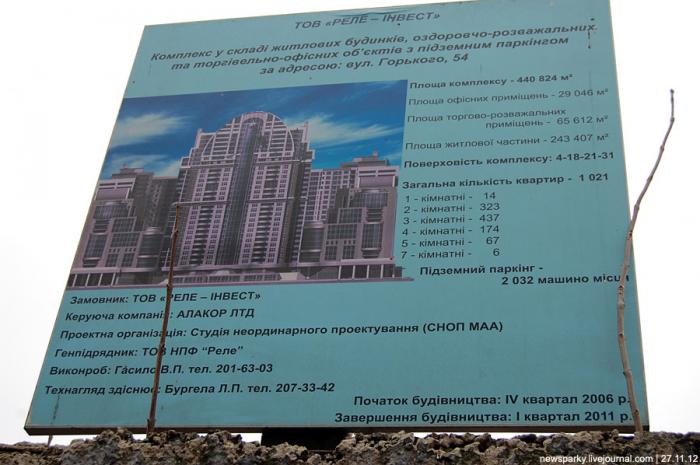 ТОВ «РЕЛЕ – ІНВЕСТ»
Комплекс у складі житлових будинків, оздоровчо-розважальних
та торгівельно-офісних об'єктів з підземним паркінгом
за адресою: вул. Горького, 54
Площа комплексу - 440 824 м²
Площа офісних приміщень - 29 046 м²
Площа торгово-розважальних
приміщень - 65 612 м²
Площа житлової частини - 243 407 м²
Поверховість комплексу: 4-18-21-31
Загальна кількість квартир - 1 021
1 - кімнатні - 14
2 - кімнатні - 323
3 - кімнатні - 437
4 - кімнатні - 174
5 - кімнатні - 67
7 - кімнатні - 6
Підземний паркінг -
2 032 машино місця
Замовник: ТОВ «РЕЛЕ – ІНВЕСТ»
Керуюча компанія: АЛАКОР ЛТД
Проектна організація: Студія неординарного проектування (СНОП МАА)
Генпідрядник: ТОВ НПФ “Реле”
Виконроб: Гасило В.П. тел. 201-63-03
Технагляд здійснює: Бургела Л.П. тел. 207-33-42
Початок будівництва: IV квартал 2006 р.
Завершення будівництва: I квартал 2011 р.
newsparky.livejournal.com | 27.11.12